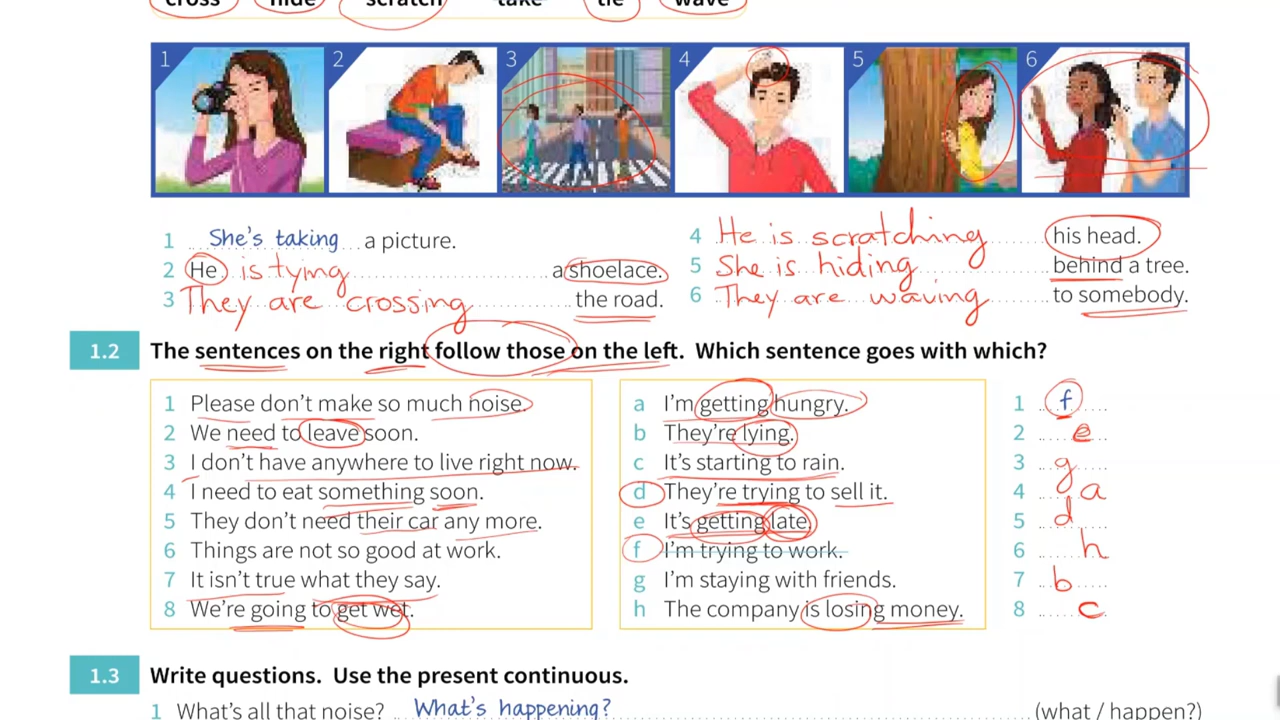 cross hide scratch take tie wave
1 2 3 4 5 6
1 She's taking a picture.
2 He is tying a shoelace.
3 They are crossing the road.
4 He is scratching his head.
5 She is hiding behind a tree.
6 They are waving to somebody.
1.2 The sentences on the right follow those on the left. Which sentence goes with which?
1 Please don't make so much noise.
2 We need to leave soon.
3 I don't have anywhere to live right now.
4 I need to eat something soon.
5 They don't need their car any more.
6 Things are not so good at work.
7 It isn't true what they say.
8 We're going to get wet.
a I'm getting hungry.
b They're lying.
c It's starting to rain.
d They're trying to sell it.
e It's getting late.
f I'm trying to work.
g I'm staying with friends.
h The company is losing money.
1 f
2 e
3 g
4 a
5 d
6 h
7 b
8 c
1.3 Write questions. Use the present continuous.
1 What's all that noise? What's happening? (what / happen?)